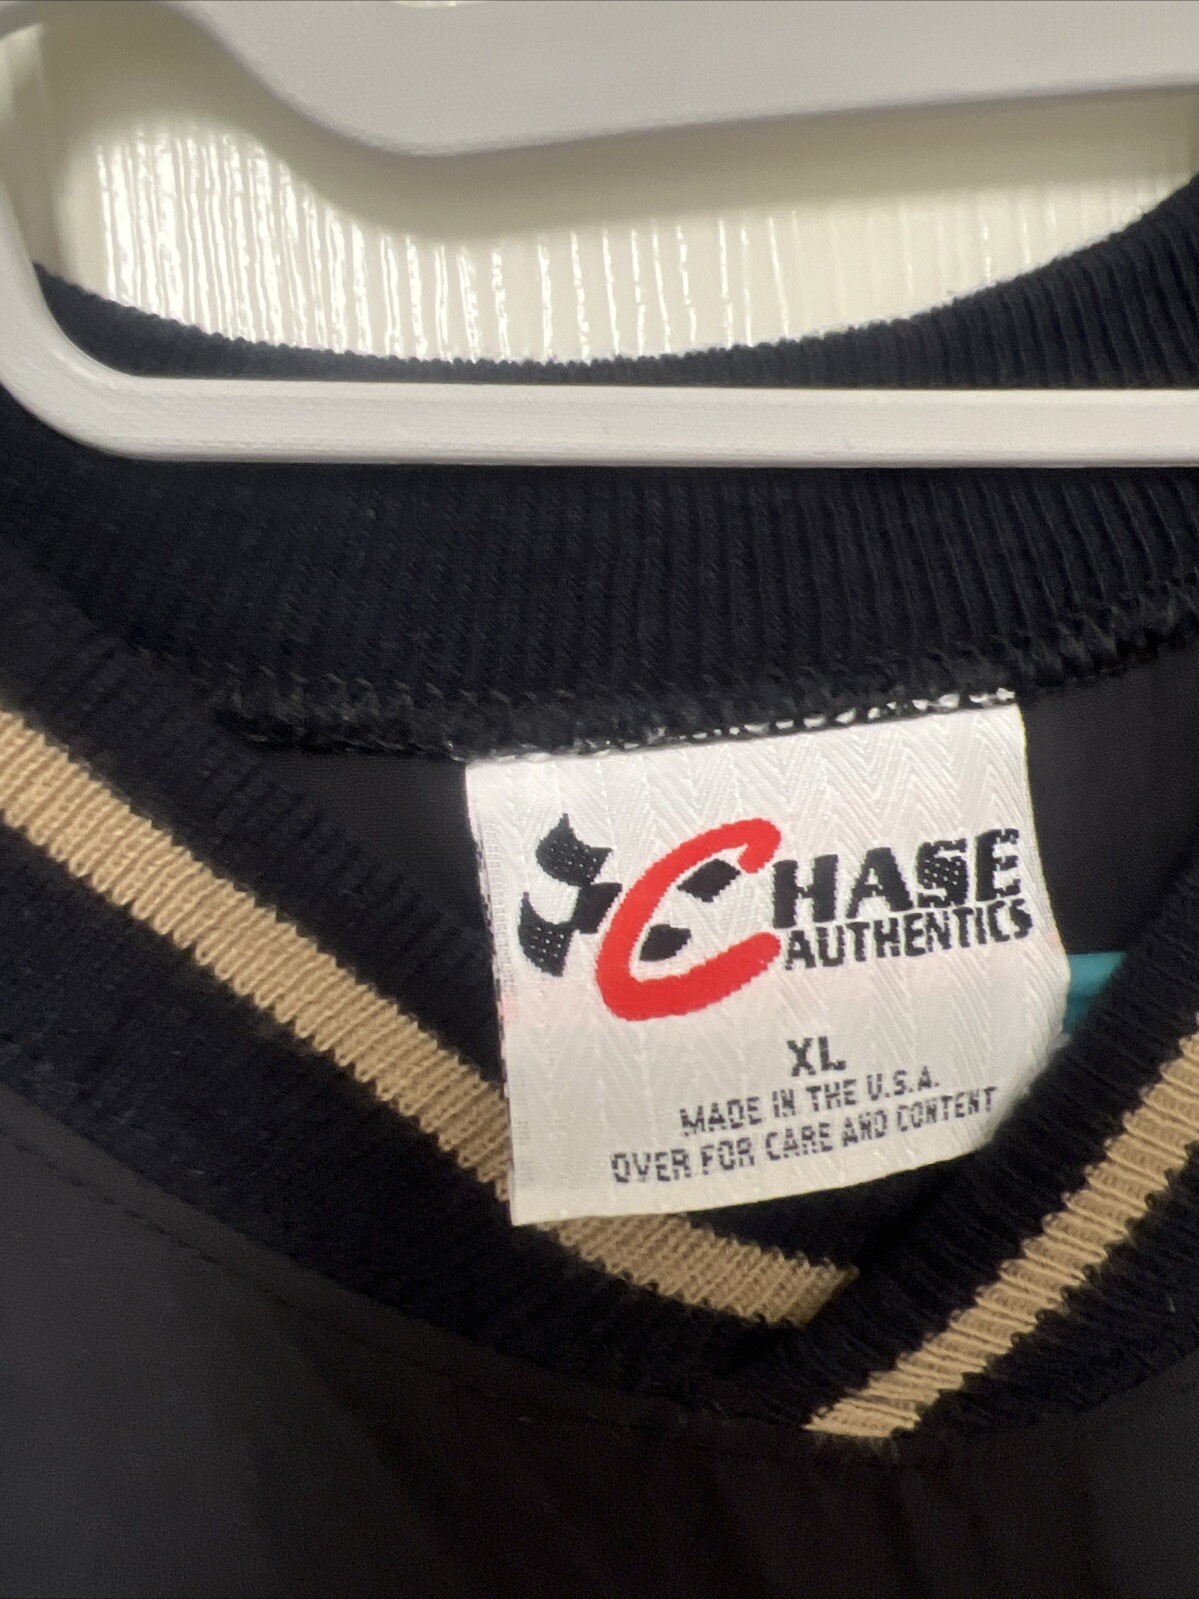 CHASE
AUTHENTICS
XL
MADE IN THE U.S.A.
OVER FOR CARE AND CONTENT